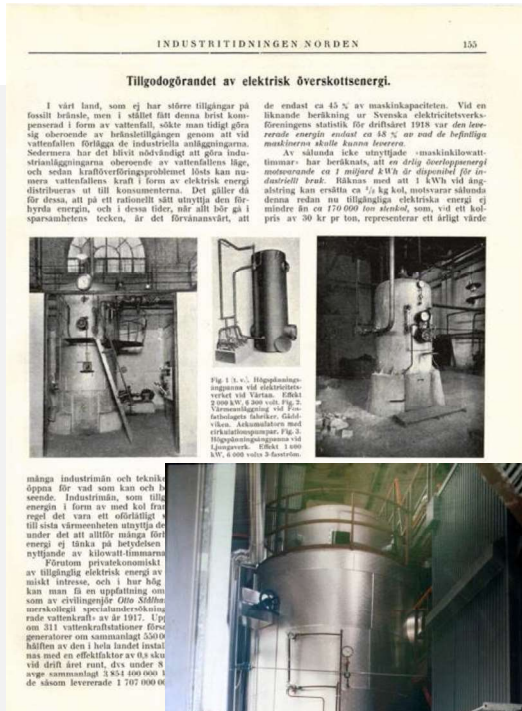 INDUSTRITIDNINGEN NORDEN
155
Tillgodogörandet av elektrisk överskottsenergi.
I vårt land, som ej har större tillgångar på
fossilt bränsle, men i stället fått denna brist kom-
penserad i form av vattenfall, sökte man tidigt göra
sig oberoende av bränsletillgången genom att vid
vattenfallen förlägga de industriella anläggningarna.
Sedermera har det blivit nödvändigt att göra indu-
strianläggningarna oberoende av vattenfallens läge,
och sedan kraftöverföringsproblemet lösts kan nu-
mera vattenfallens kraft i form av elektrisk energi
distribueras ut till konsumenterna. Det gäller då
för dessa, att på ett rationellt sätt utnyttja den för-
hyrda energin, och i dessa tider, när allt bör gå i
sparsamhetens tecken, är det förvånansvärt, att
de endast ca 45 % av maskinkapaciteten. Vid en
liknande beräkning ur Svenska elektricitetsverks-
föreningens statistik för driftsåret 1918 var den leve-
rerade energin endast ca 48 % av vad de befintliga
maskinerna skulle kunna leverera.
Av sålunda icke utnyttjade »maskinkilowatt-
timmar» har beräknats, att en årlig överloppsenergi
motsvarande ca 1 miljard kWh är disponibel för in-
dustriellt bruk. Räknas med att 1 kWh vid ång-
alstring kan ersätta ca kg kol, motsvarar sålunda
denna redan nu tillgängliga elektriska energi ej
mindre än ca 170 000 ton stenkol, som, vid ett kol-
pris av 30 kr pr ton, representerar ett årligt värde
Fig. 1 (t. v.). Högspännings-
ångpanna vid elektricitets-
verket vid Värtan. Effekt
2 000 kW, 6 300 volt. Fig. 2.
Värmeanläggning vid Fos-
fatbolagets fabriker, Gädd-
viken. Ackumulatorn med
cirkulationspumpar. Fig. 3.
Högspänningsångpanna vid
Ljungaverk. Effekt 1 600
kW, 6 000 volts 3-fasström.
många industrimän och teknike
öppna för vad som kan och b
seende. Industrimän, som tillg
energin i form av med kol fram
regel det vara ett oförlåtligt s
till sista värmeenheten utnyttja de
under det att alltför många förh
energi ej tänka på betydelsen
nyttjande av kilowatt-timmarna
Förutom privatekonomiskt
av tillgänglig elektrisk energi av
miskt intresse, och i hur hög
kan man få en uppfattning om
som av civilingenjör Otto Stålha
merskollegii specialundersökning
rade vattenkraft» av år 1917. Upp
om 311 vattenkraftstationer förse
generatorer om sammanlagt 550 0
hälften av den i hela landet instal
nas med en effektfaktor av 0,8 sku
vid drift året runt, dvs under 8
avge sammanlagt 3 854 400 000
de såsom levererade 1 707 000 00